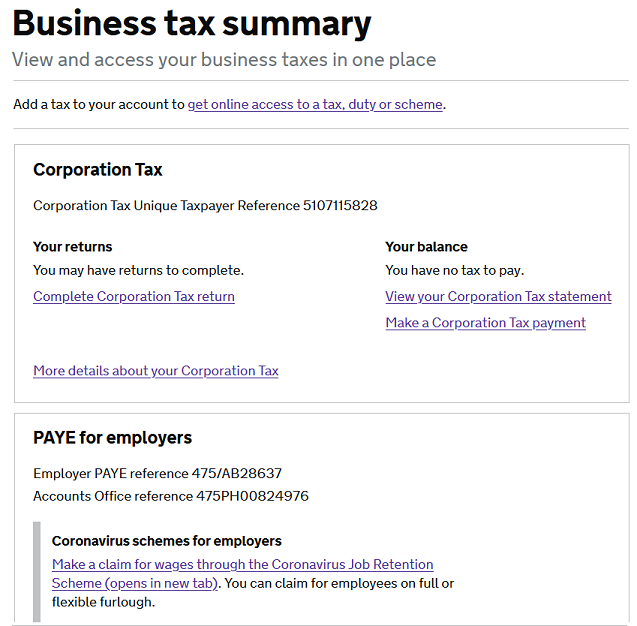 Business tax summary
View and access your business taxes in one place
Add a tax to your account to get online access to a tax, duty or scheme.
Corporation Tax
Corporation Tax Unique Taxpayer Reference 5107115828
Your returns
You may have returns to complete.
Complete Corporation Tax return
Your balance
You have no tax to pay.
View your Corporation Tax statement
Make a Corporation Tax payment
More details about your Corporation Tax
PAYE for employers
Employer PAYE reference 475/AB28637
Accounts Office reference 475PH00824976
Coronavirus schemes for employers
Make a claim for wages through the Coronavirus Job Retention
Scheme (opens in new tab). You can claim for employees on full or
flexible furlough.